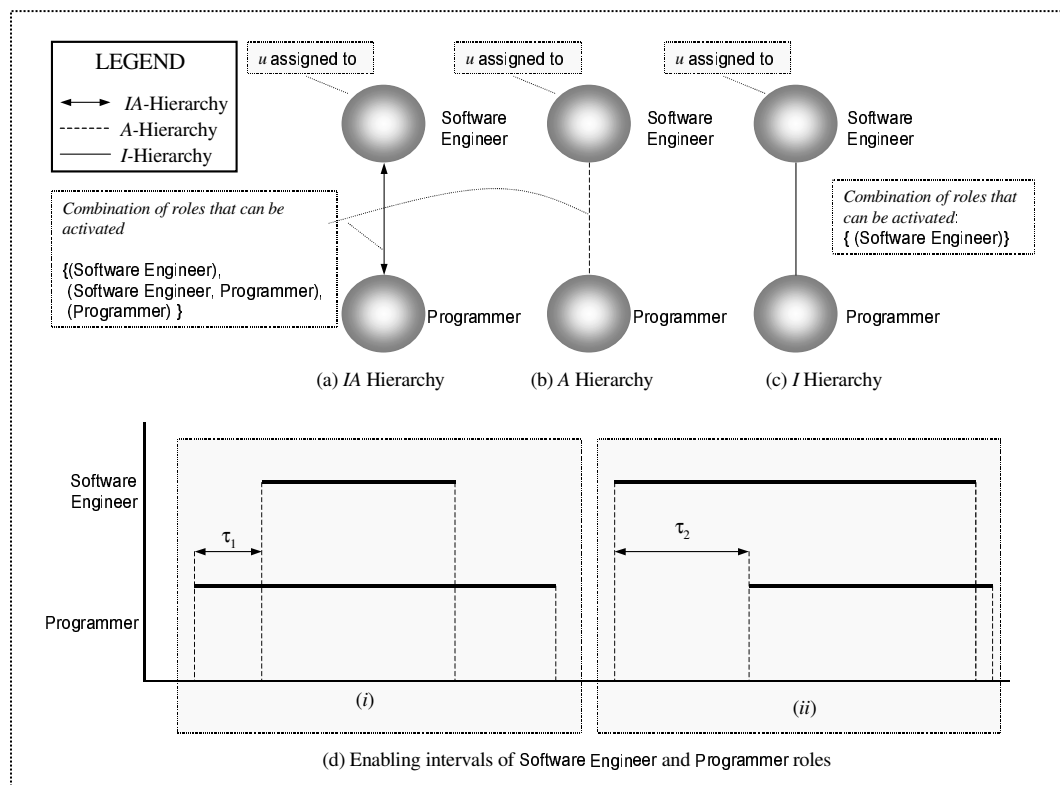 LEGEND
IA-Hierarchy
A-Hierarchy
I-Hierarchy
u assigned to
u assigned to
u assigned to
Software
Engineer
Software
Engineer
Software
Engineer
Combination of roles that can be
activated
{(Software Engineer),
(Software Engineer, Programmer),
(Programmer) }
Combination of roles that
can be activated:
{ (Software Engineer)}
Programmer
Programmer
Programmer
(a) IA Hierarchy
(b) A Hierarchy
(c) I Hierarchy
Software
Engineer
τ1
τ2
Programmer
(i)
(ii)
(d) Enabling intervals of Software Engineer and Programmer roles